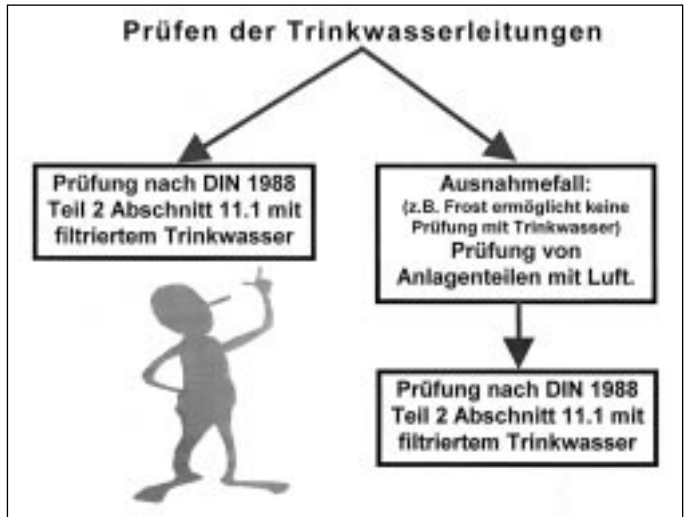 Prüfen der Trinkwasserleitungen
Prüfung nach DIN 1988
Teil 2 Abschnitt 11.1 mit
filtriertem Trinkwasser
Ausnahmefall:
(z.B. Frost ermöglicht keine
Prüfung mit Trinkwasser)
Prüfung von
Anlagenteilen mit Luft.
Prüfung nach DIN 1988
Teil 2 Abschnitt 11.1 mit
filtriertem Trinkwasser